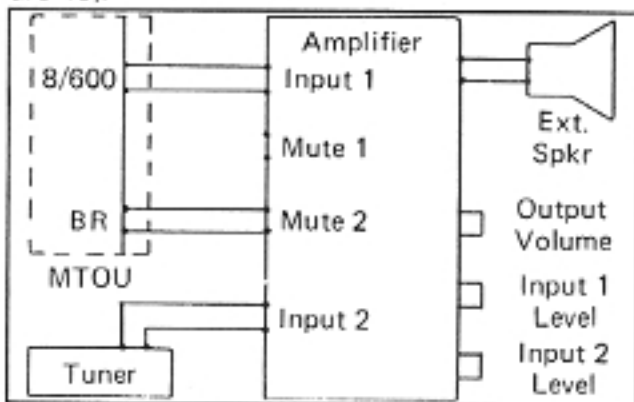 Amplifier
8/600
Input 1
Ext.
Spkr
Mute 1
BR
Mute 2
Output
Volume
MTOU
Input 1
Level
Input 2
Tuner
Input 2
Level